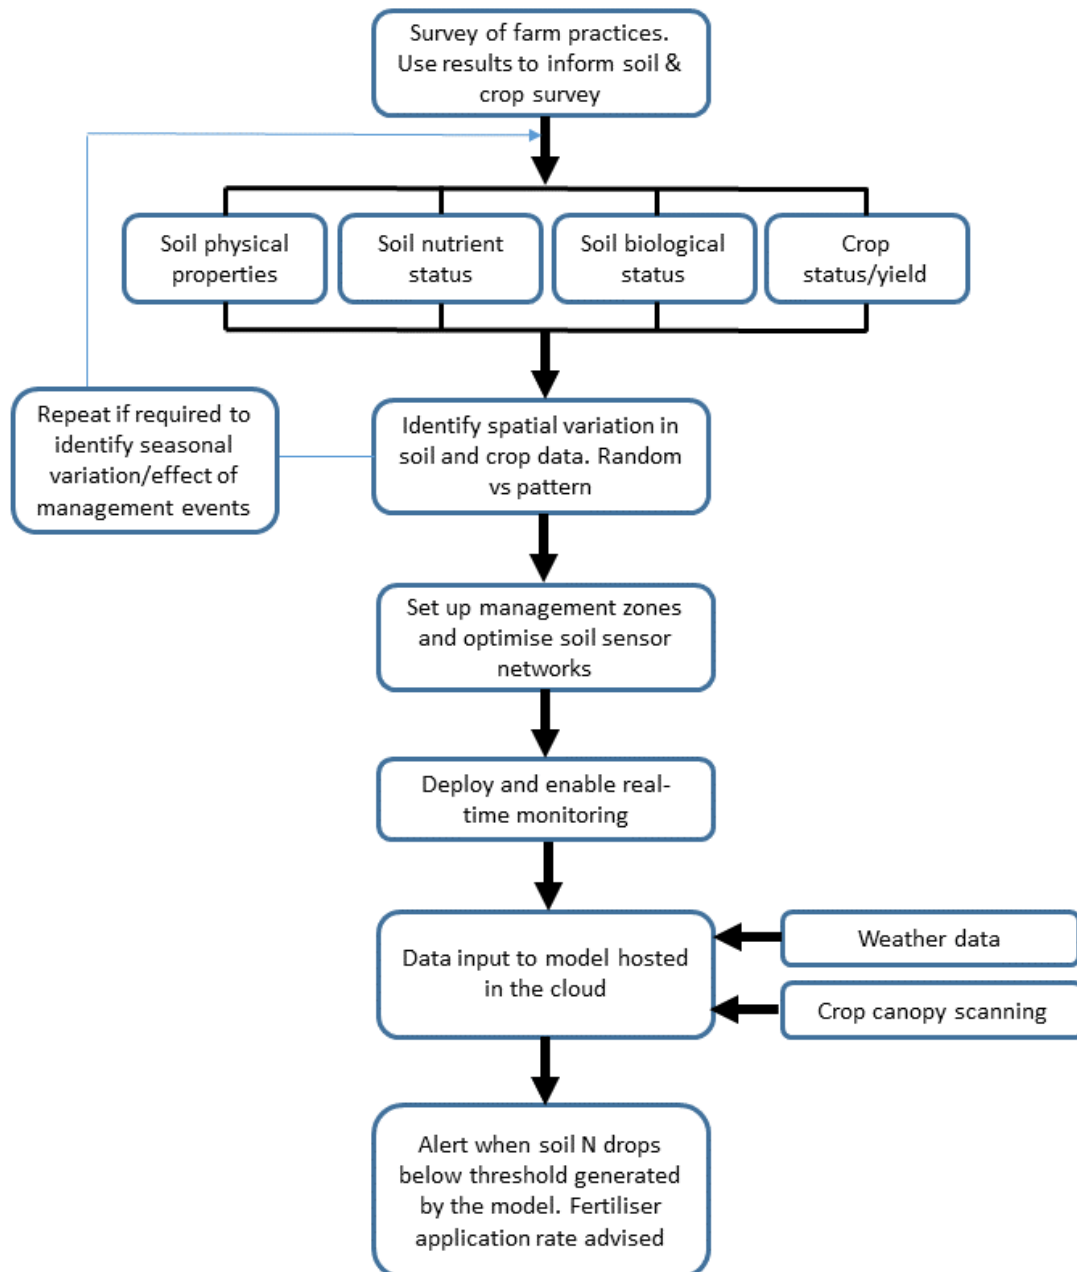 Survey of farm practices.
Use results to inform soil &
crop survey
Soil physical
properties
Soil nutrient
status
Soil biological
status
Crop
status/yield
Repeat if required to
identify seasonal
variation/effect of
management events
Identify spatial variation in
soil and crop data. Random
vs pattern
Set up management zones
and optimise soil sensor
networks
Deploy and enable real-
time monitoring
Data input to model hosted
in the cloud
Weather data
Crop canopy scanning
Alert when soil N drops
below threshold generated
by the model. Fertiliser
application rate advised